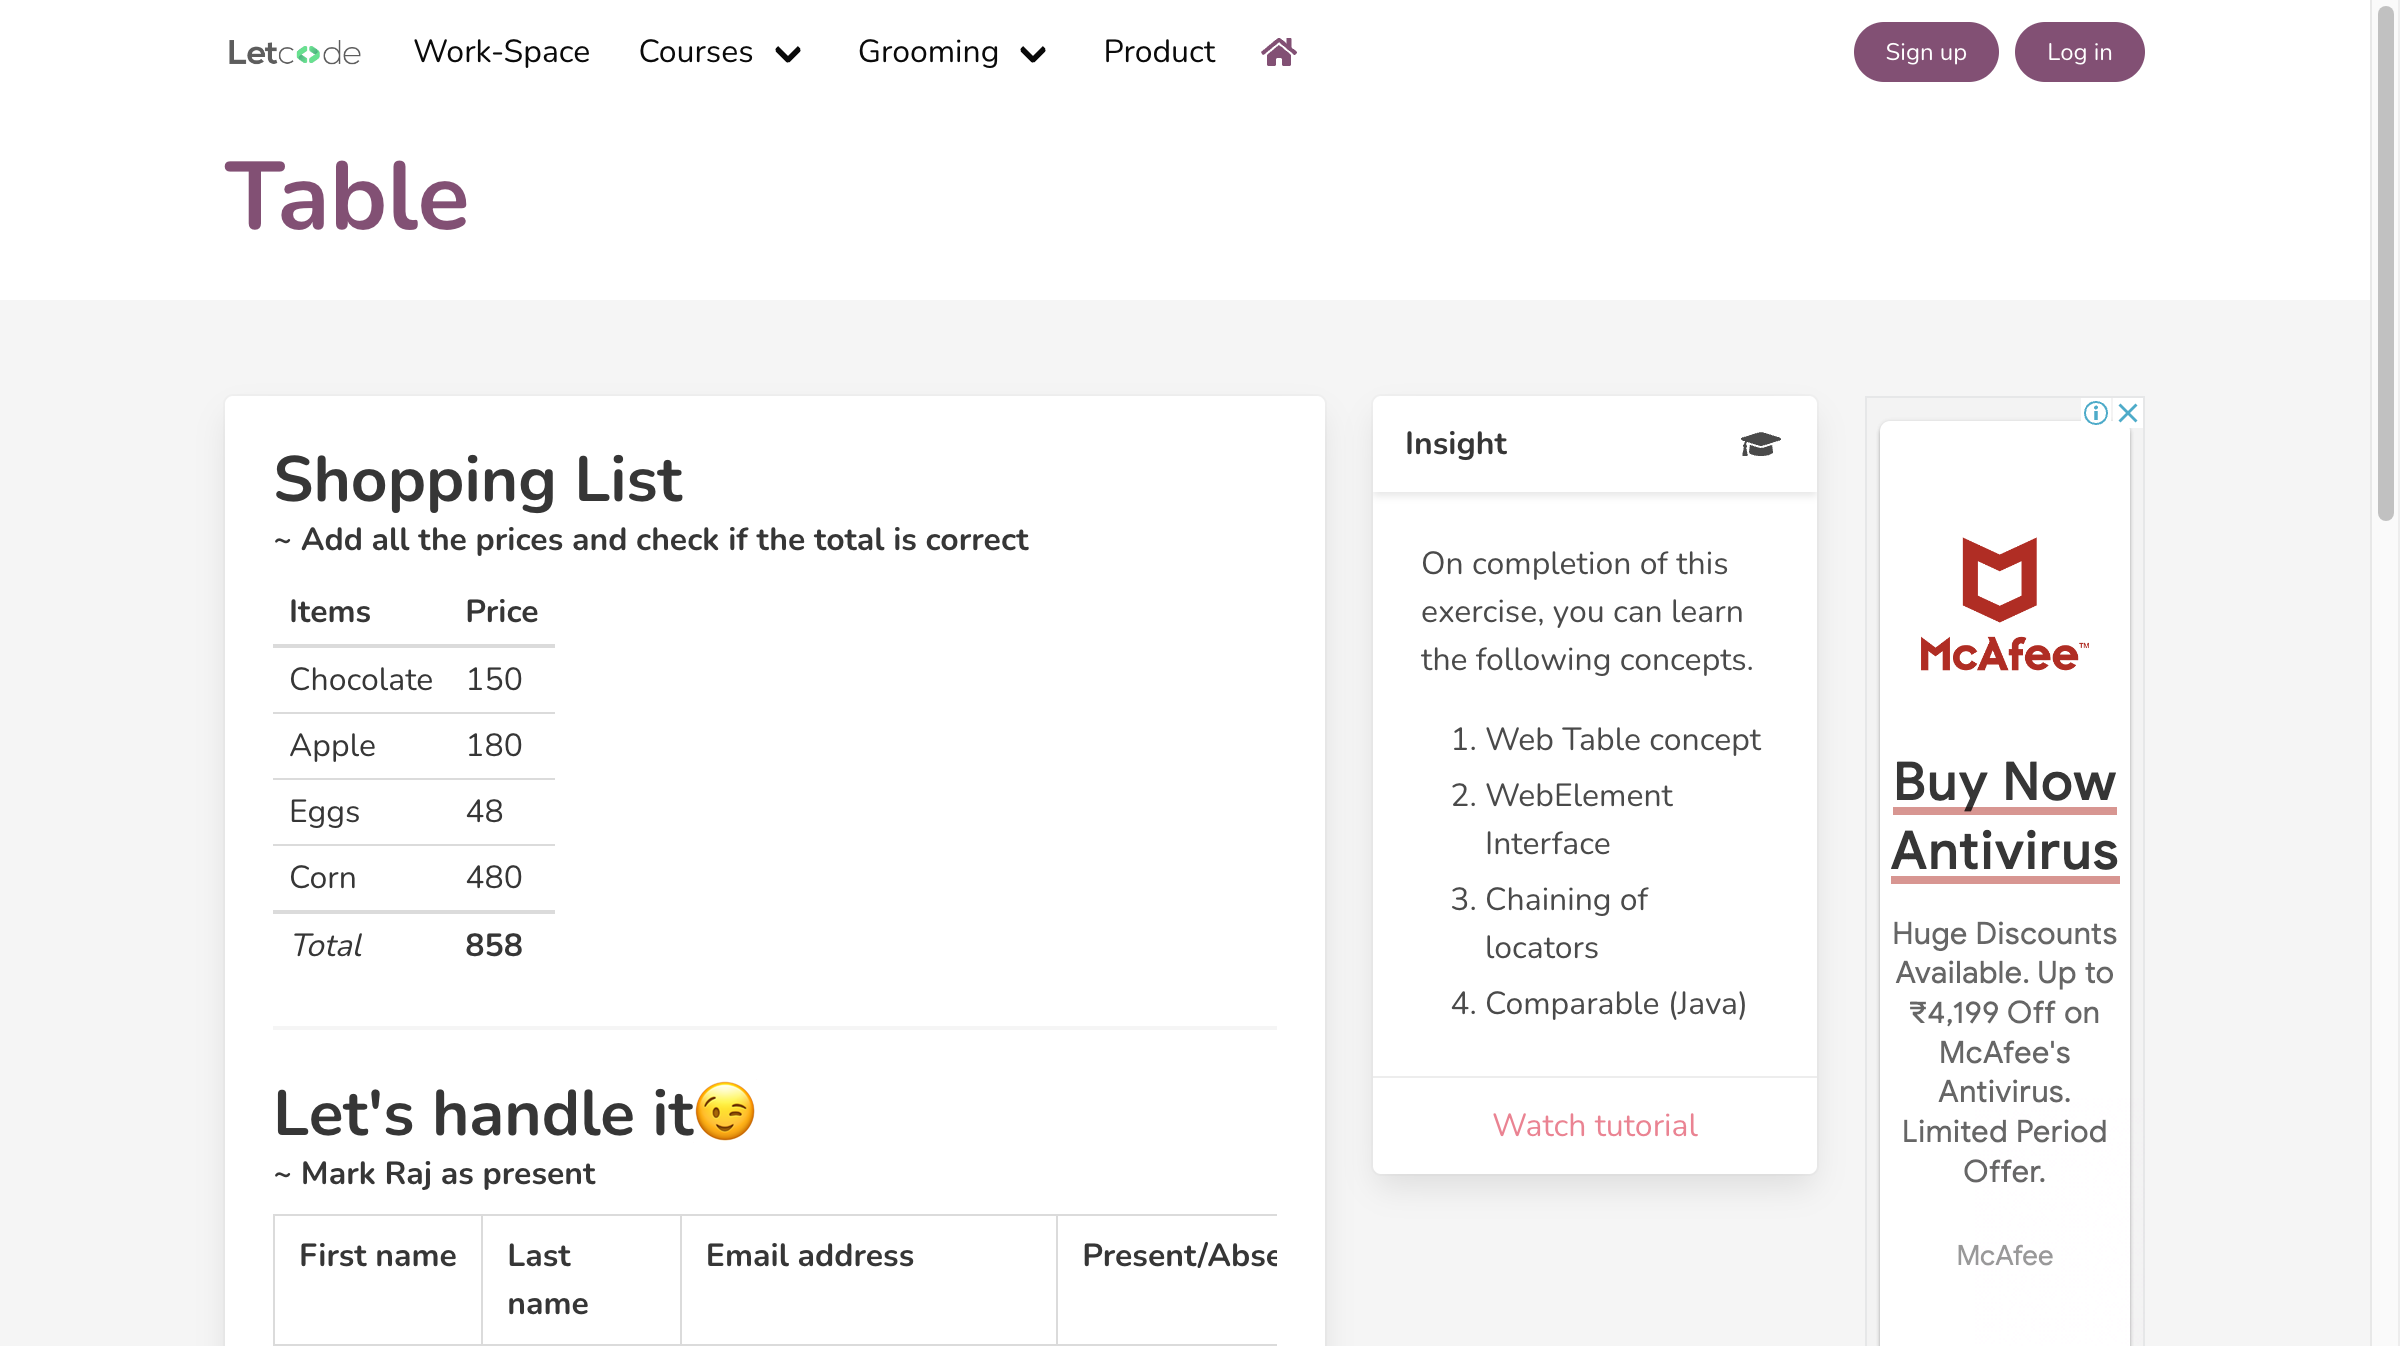 Letcode Work-Space Courses Grooming Product Sign up Log in
Table
Shopping List
~ Add all the prices and check if the total is correct
Items Price
Chocolate 150
Apple 180
Eggs 48
Corn 480
Total 858
Let's handle it😉
~ Mark Raj as present
First name Last name Email address Present/Abse
Insight
On completion of this
exercise, you can learn
the following concepts.
1. Web Table concept
2. WebElement
Interface
3. Chaining of
locators
4. Comparable (Java)
Watch tutorial
McAfee™
Buy Now
Antivirus
Huge Discounts
Available. Up to
₹4,199 Off on
McAfee's
Antivirus.
Limited Period
Offer.
McAfee